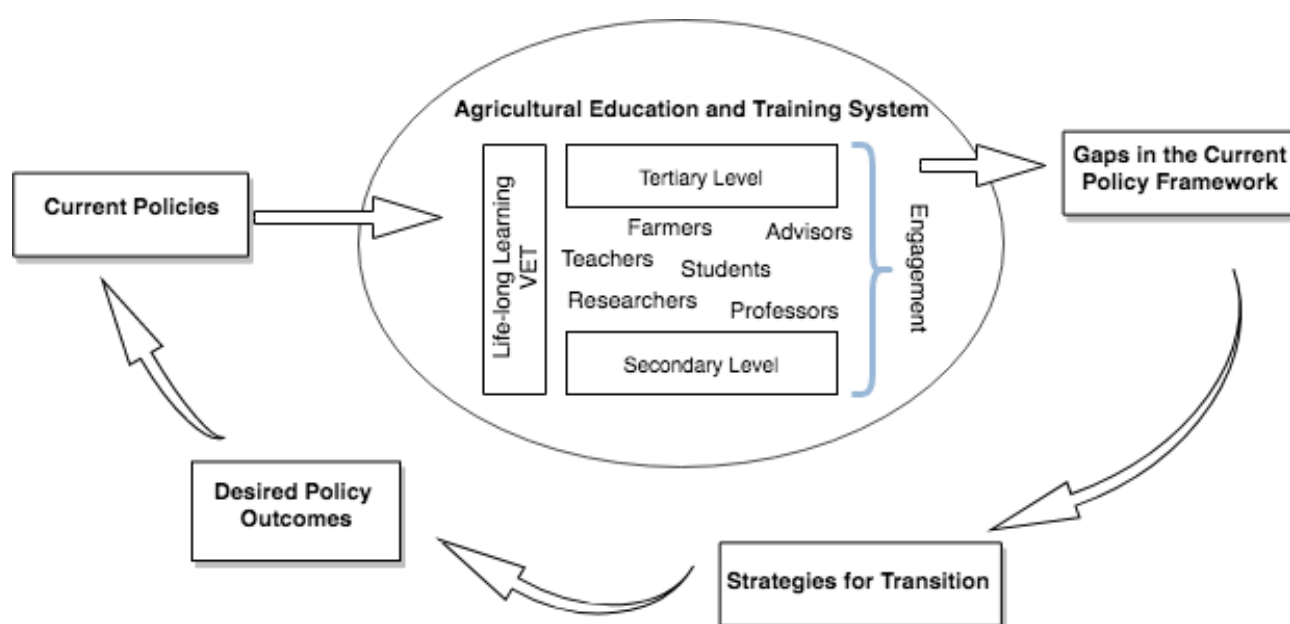 Agricultural Education and Training System
Current Policies
Life-long Learning
VET
Tertiary Level
Farmers
Advisors
Teachers
Students
Researchers
Professors
Secondary Level
Engagement
Gaps in the Current
Policy Framework
Desired Policy
Outcomes
Strategies for Transition